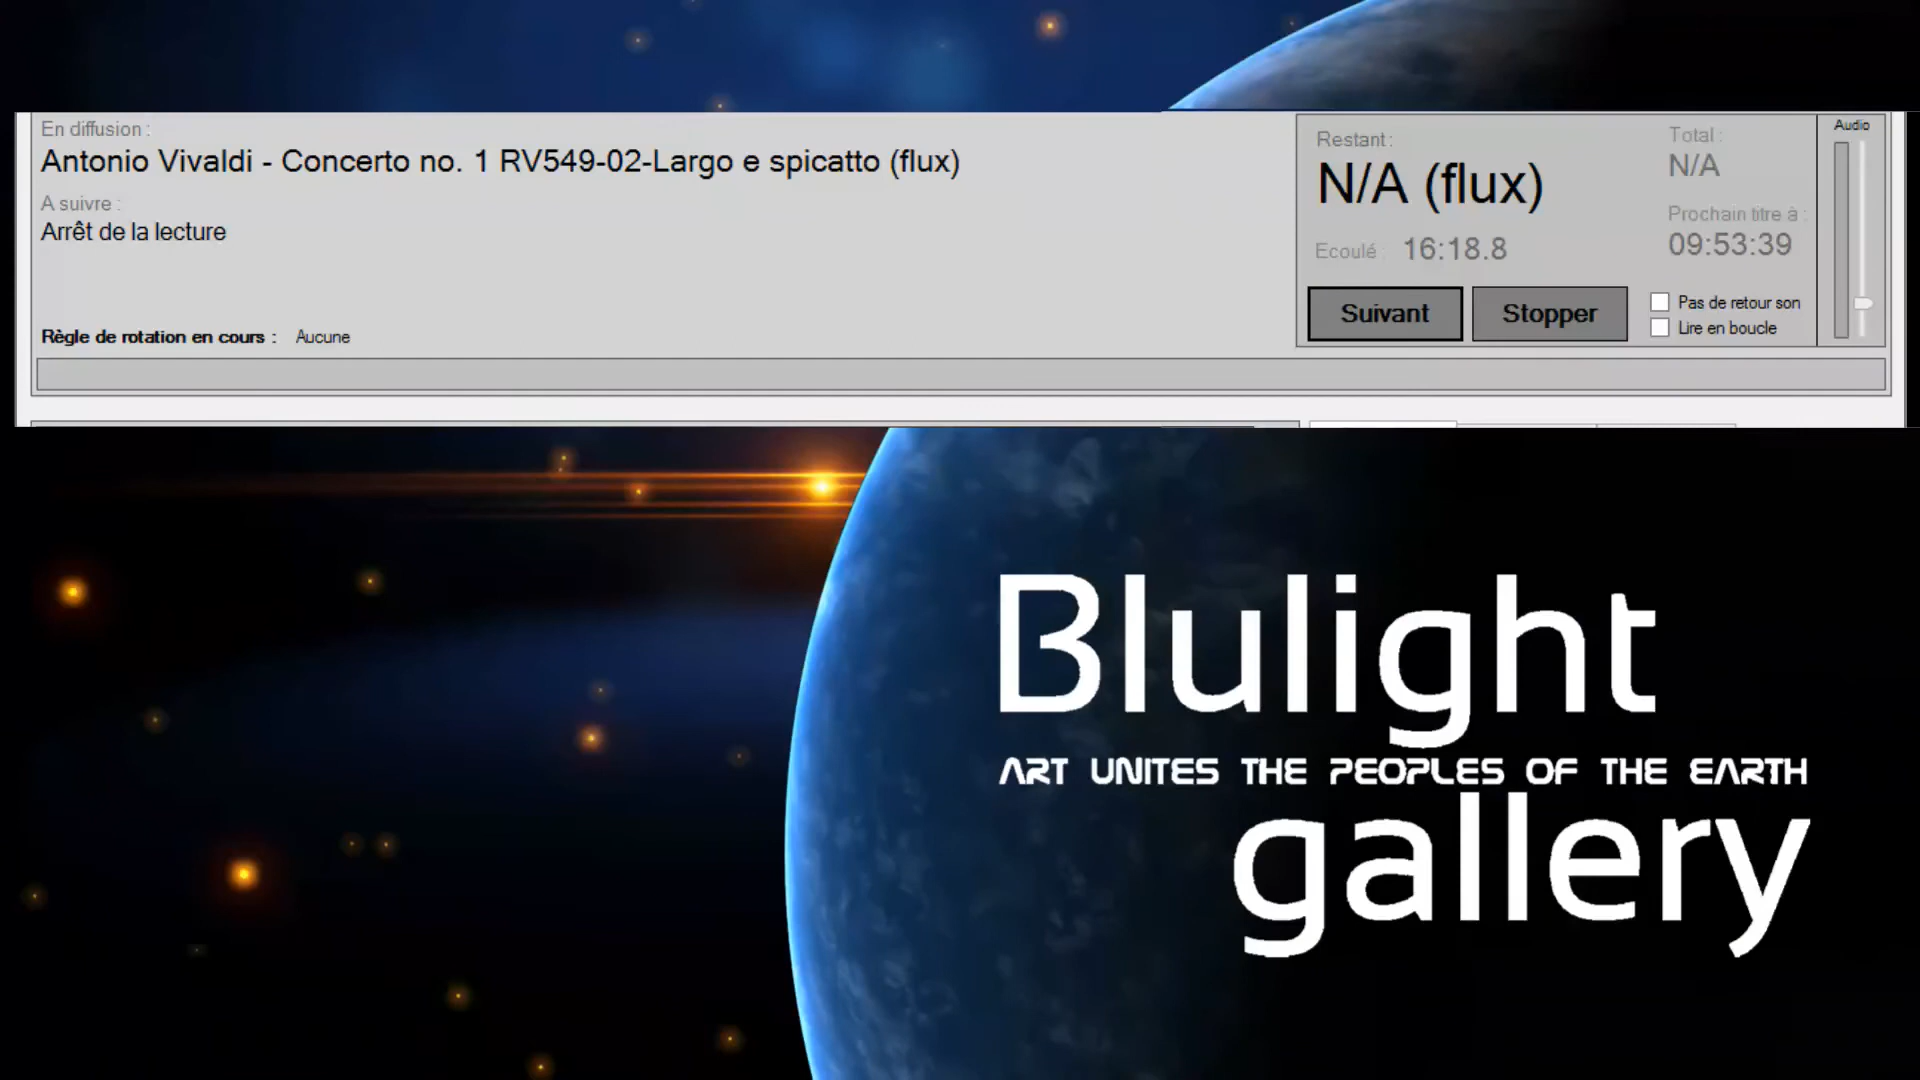 En diffusion :
Antonio Vivaldi - Concerto no. 1 RV549-02-Largo e spicatto (flux)
A suivre :
Arrêt de la lecture
Règle de rotation en cours : Aucune
Restant :
N/A (flux)
Ecoulé : 16:18.8
Total :
N/A
Prochain titre à :
09:53:39
Suivant
Stopper
Pas de retour son
Lire en boucle
Audio
Blulight
ART UNITES THE PEOPLES OF THE EARTH
gallery